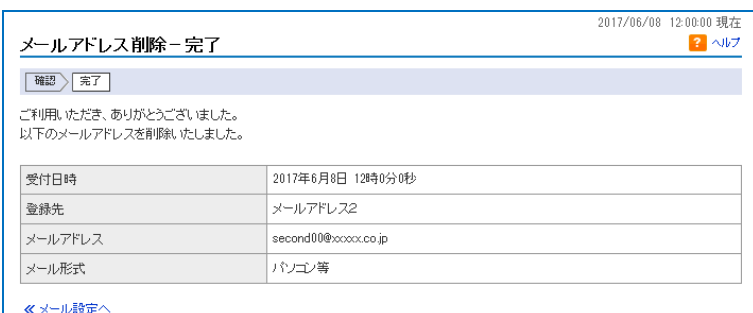 2017/06/08 12:00:00 現在
メールアドレス削除－完了
? ヘルプ
確認 完了
ご利用いただき、ありがとうございました。
以下のメールアドレスを削除いたしました。
受付日時 2017年6月8日 12時0分0秒
登録先 メールアドレス2
メールアドレス second00@xxxxx.co.jp
メール形式 パソコン等
≪メール設定へ